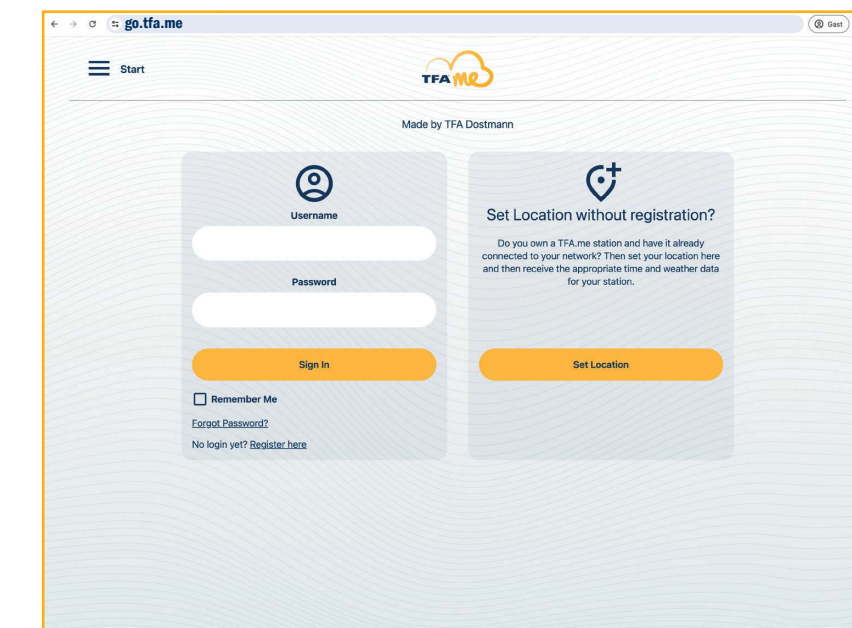 go.tfa.me
Gast
Start
TFA me
Made by TFA Dostmann
Username
Password
Sign In
Remember Me
Forgot Password?
No login yet? Register here
Set Location without registration?
Do you own a TFA.me station and have it already
connected to your network? Then set your location here
and then receive the appropriate time and weather data
for your station.
Set Location